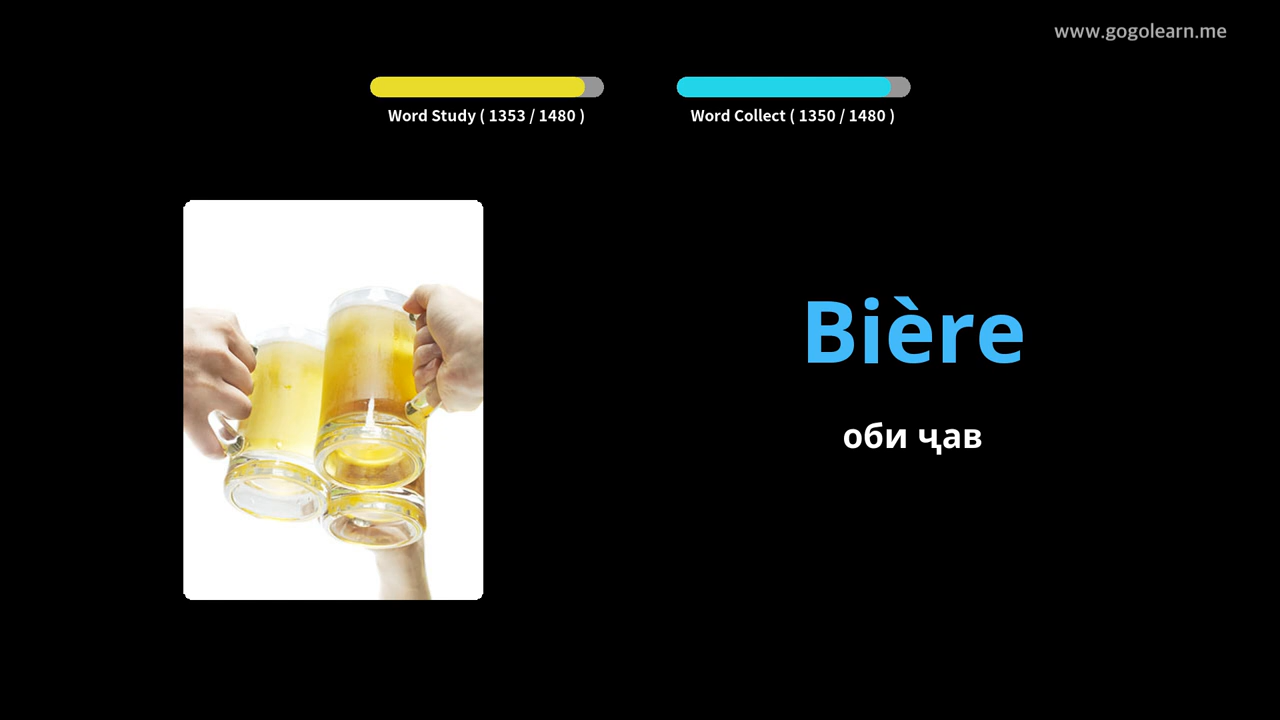 www.gogolearn.me
Word Study ( 1353 / 1480 )
Word Collect ( 1350 / 1480 )
Bière
оби ҷав